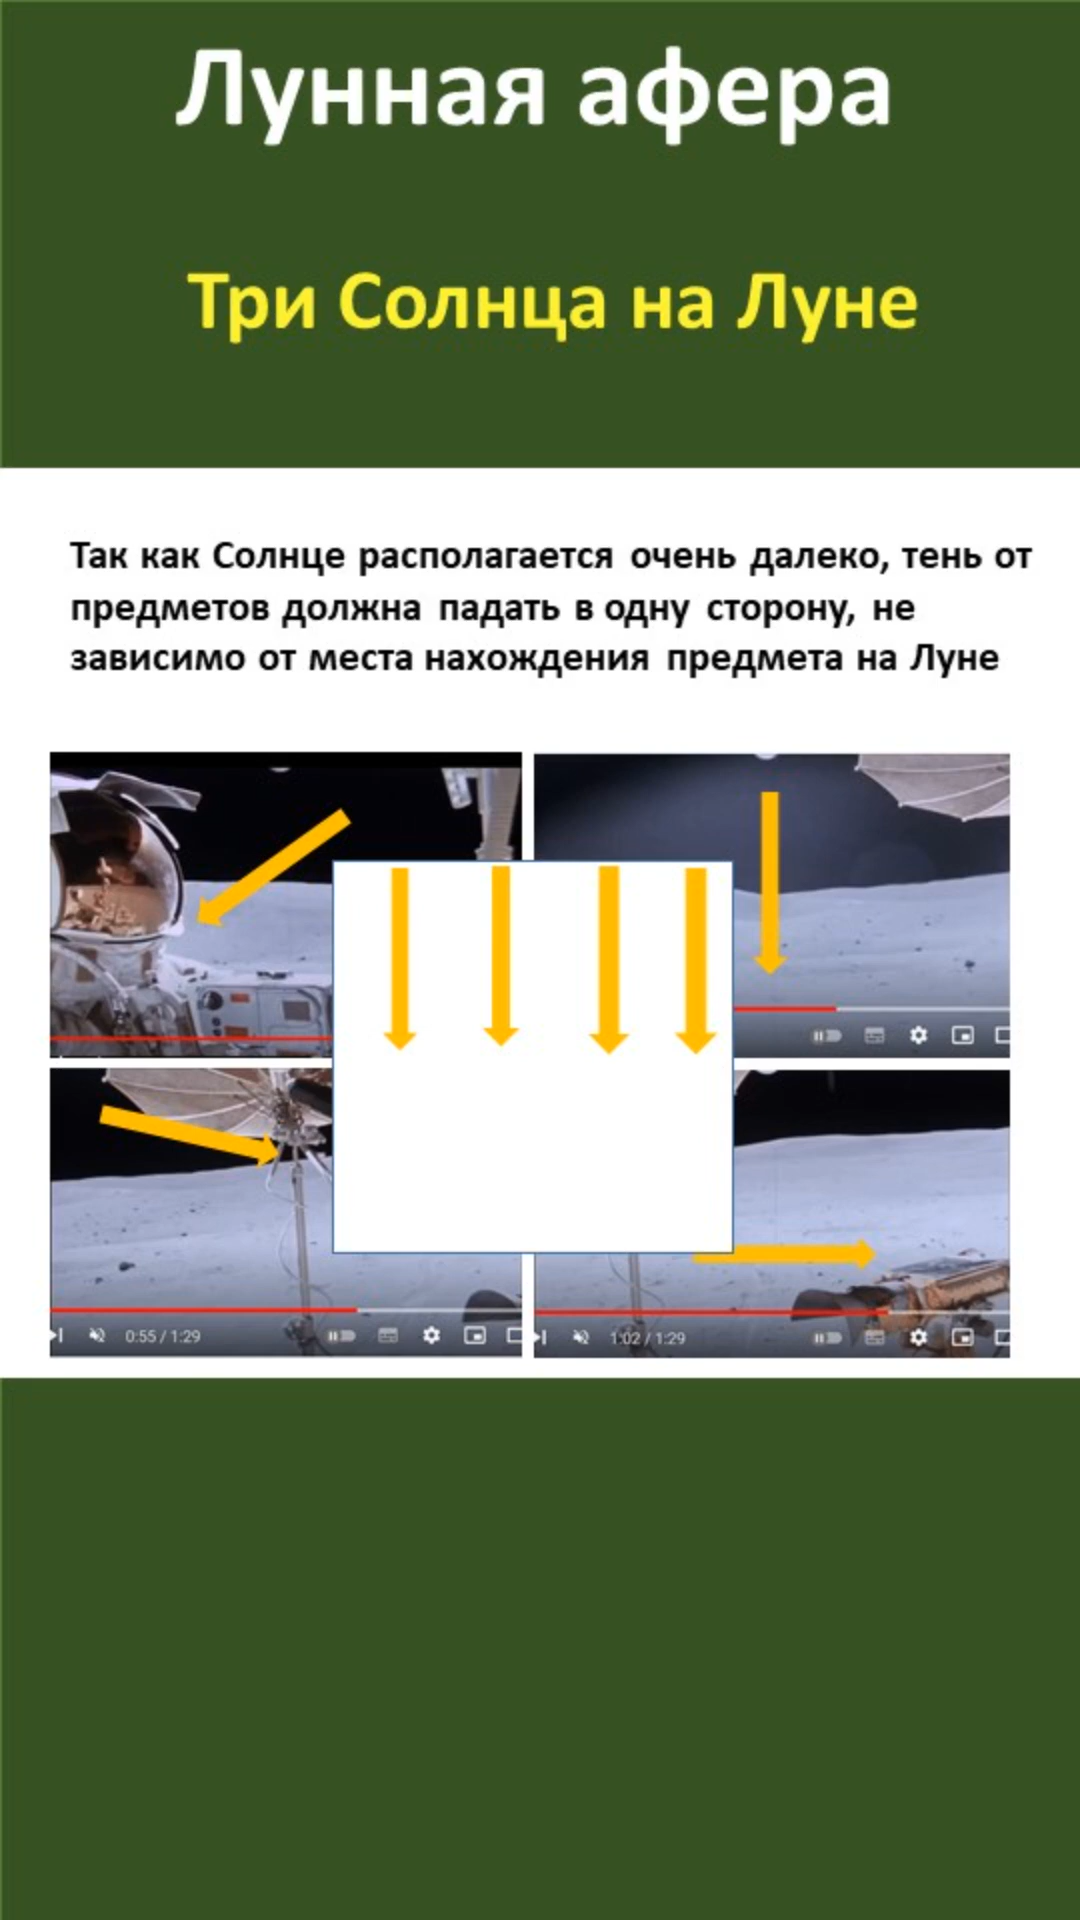 Лунная афера
Три Солнца на Луне
Так как Солнце располагается очень далеко, тень от
предметов должна падать в одну сторону, не
зависимо от места нахождения предмета на Луне
0:55 / 1:29
1:02 / 1:29